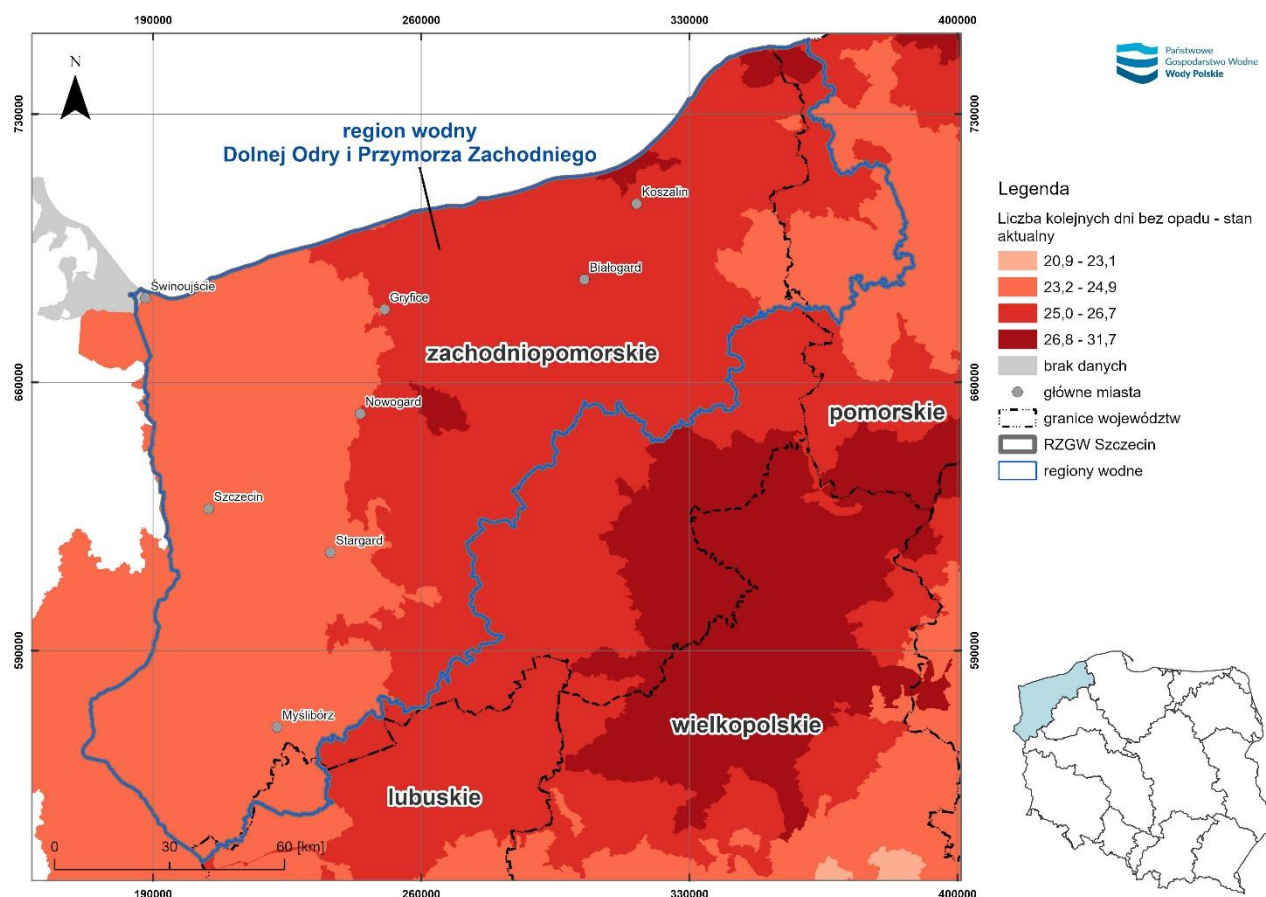 190000
260000
330000
400000
N
730000
730000
region wodny
Dolnej Odry i Przymorza Zachodniego
Koszalin
Białogard
Świnoujście
Gryfice
zachodniopomorskie
660000
660000
Nowogard
pomorskie
Szczecin
Stargard
590000
590000
Myślibórz
wielkopolskie
lubuskie
0
30
60 [km]
190000
260000
330000
400000
Państwowe
Gospodarstwo Wodne
Wody Polskie
Legenda
Liczba kolejnych dni bez opadu - stan
aktualny
20,9 - 23,1
23,2 - 24,9
25,0 - 26,7
26,8 - 31,7
brak danych
główne miasta
granice województw
RZGW Szczecin
regiony wodne